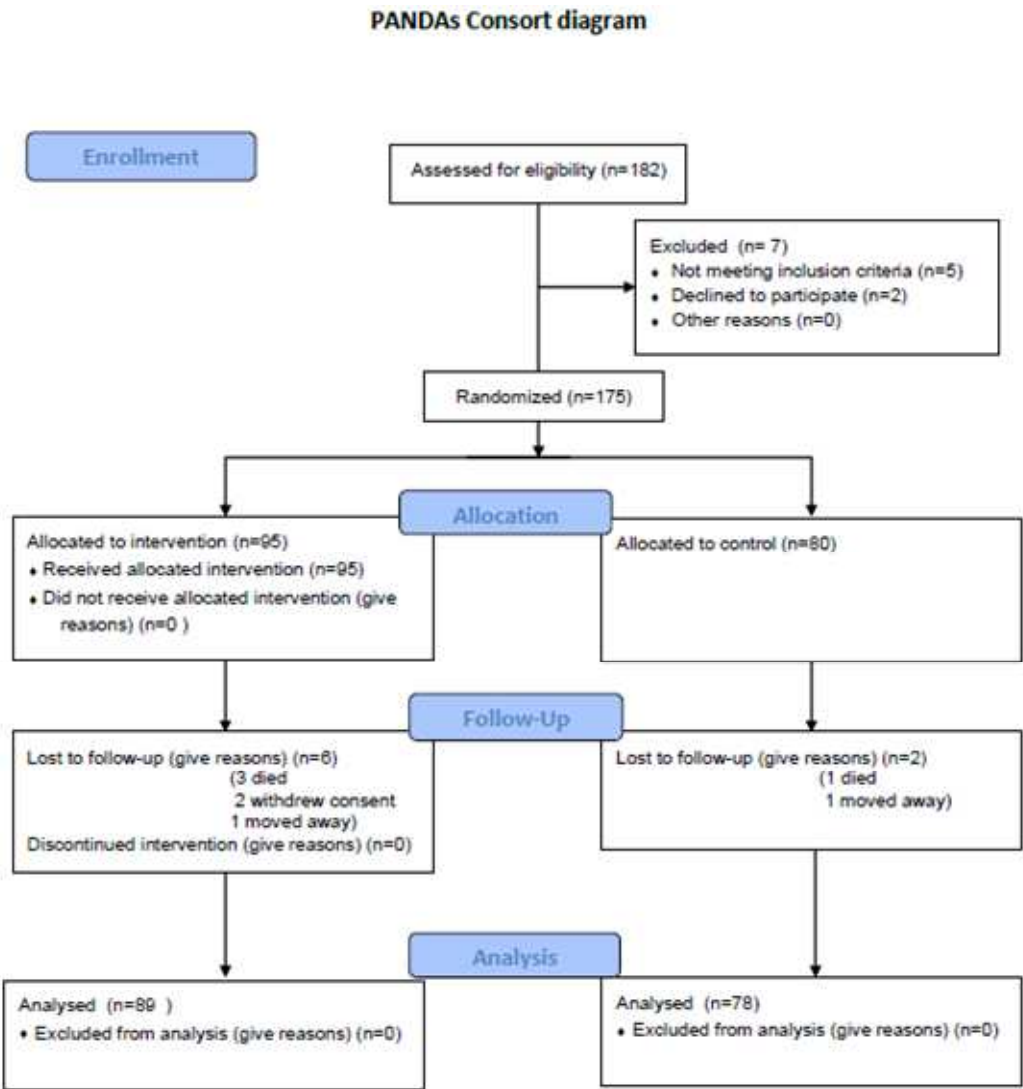 PANDAs Consort diagram
Enrollment
Assessed for eligibility (n=182)
Excluded (n= 7)
⬧ Not meeting inclusion criteria (n=5)
⬧ Declined to participate (n=2)
⬧ Other reasons (n=0)
Randomized (n=175)
Allocation
Allocated to intervention (n=95)
⬧ Received allocated intervention (n=95)
⬧ Did not receive allocated intervention (give
reasons) (n=0 )
Allocated to control (n=80)
Follow-Up
Lost to follow-up (give reasons) (n=6)
(3 died
2 withdrew consent
1 moved away)
Discontinued intervention (give reasons) (n=0)
Lost to follow-up (give reasons) (n=2)
(1 died
1 moved away)
Analysis
Analysed (n=89 )
⬧ Excluded from analysis (give reasons) (n=0)
Analysed (n=78)
⬧ Excluded from analysis (give reasons) (n=0)